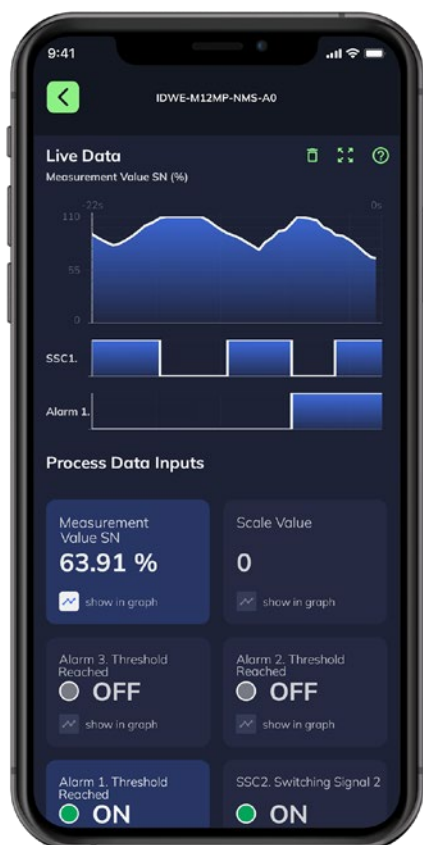 9:41
IDWE-M12MP-NMS-A0
Live Data
Measurement Value SN (%)
-22s
0s
110
55
0
SSC1.
Alarm 1.
Process Data Inputs
Measurement
Value SN
63.91 %
show in graph
Scale Value
0
show in graph
Alarm 3. Threshold
Reached
OFF
show in graph
Alarm 2. Threshold
Reached
OFF
show in graph
Alarm 1. Threshold
Reached
ON
SSC2. Switching Signal 2
ON